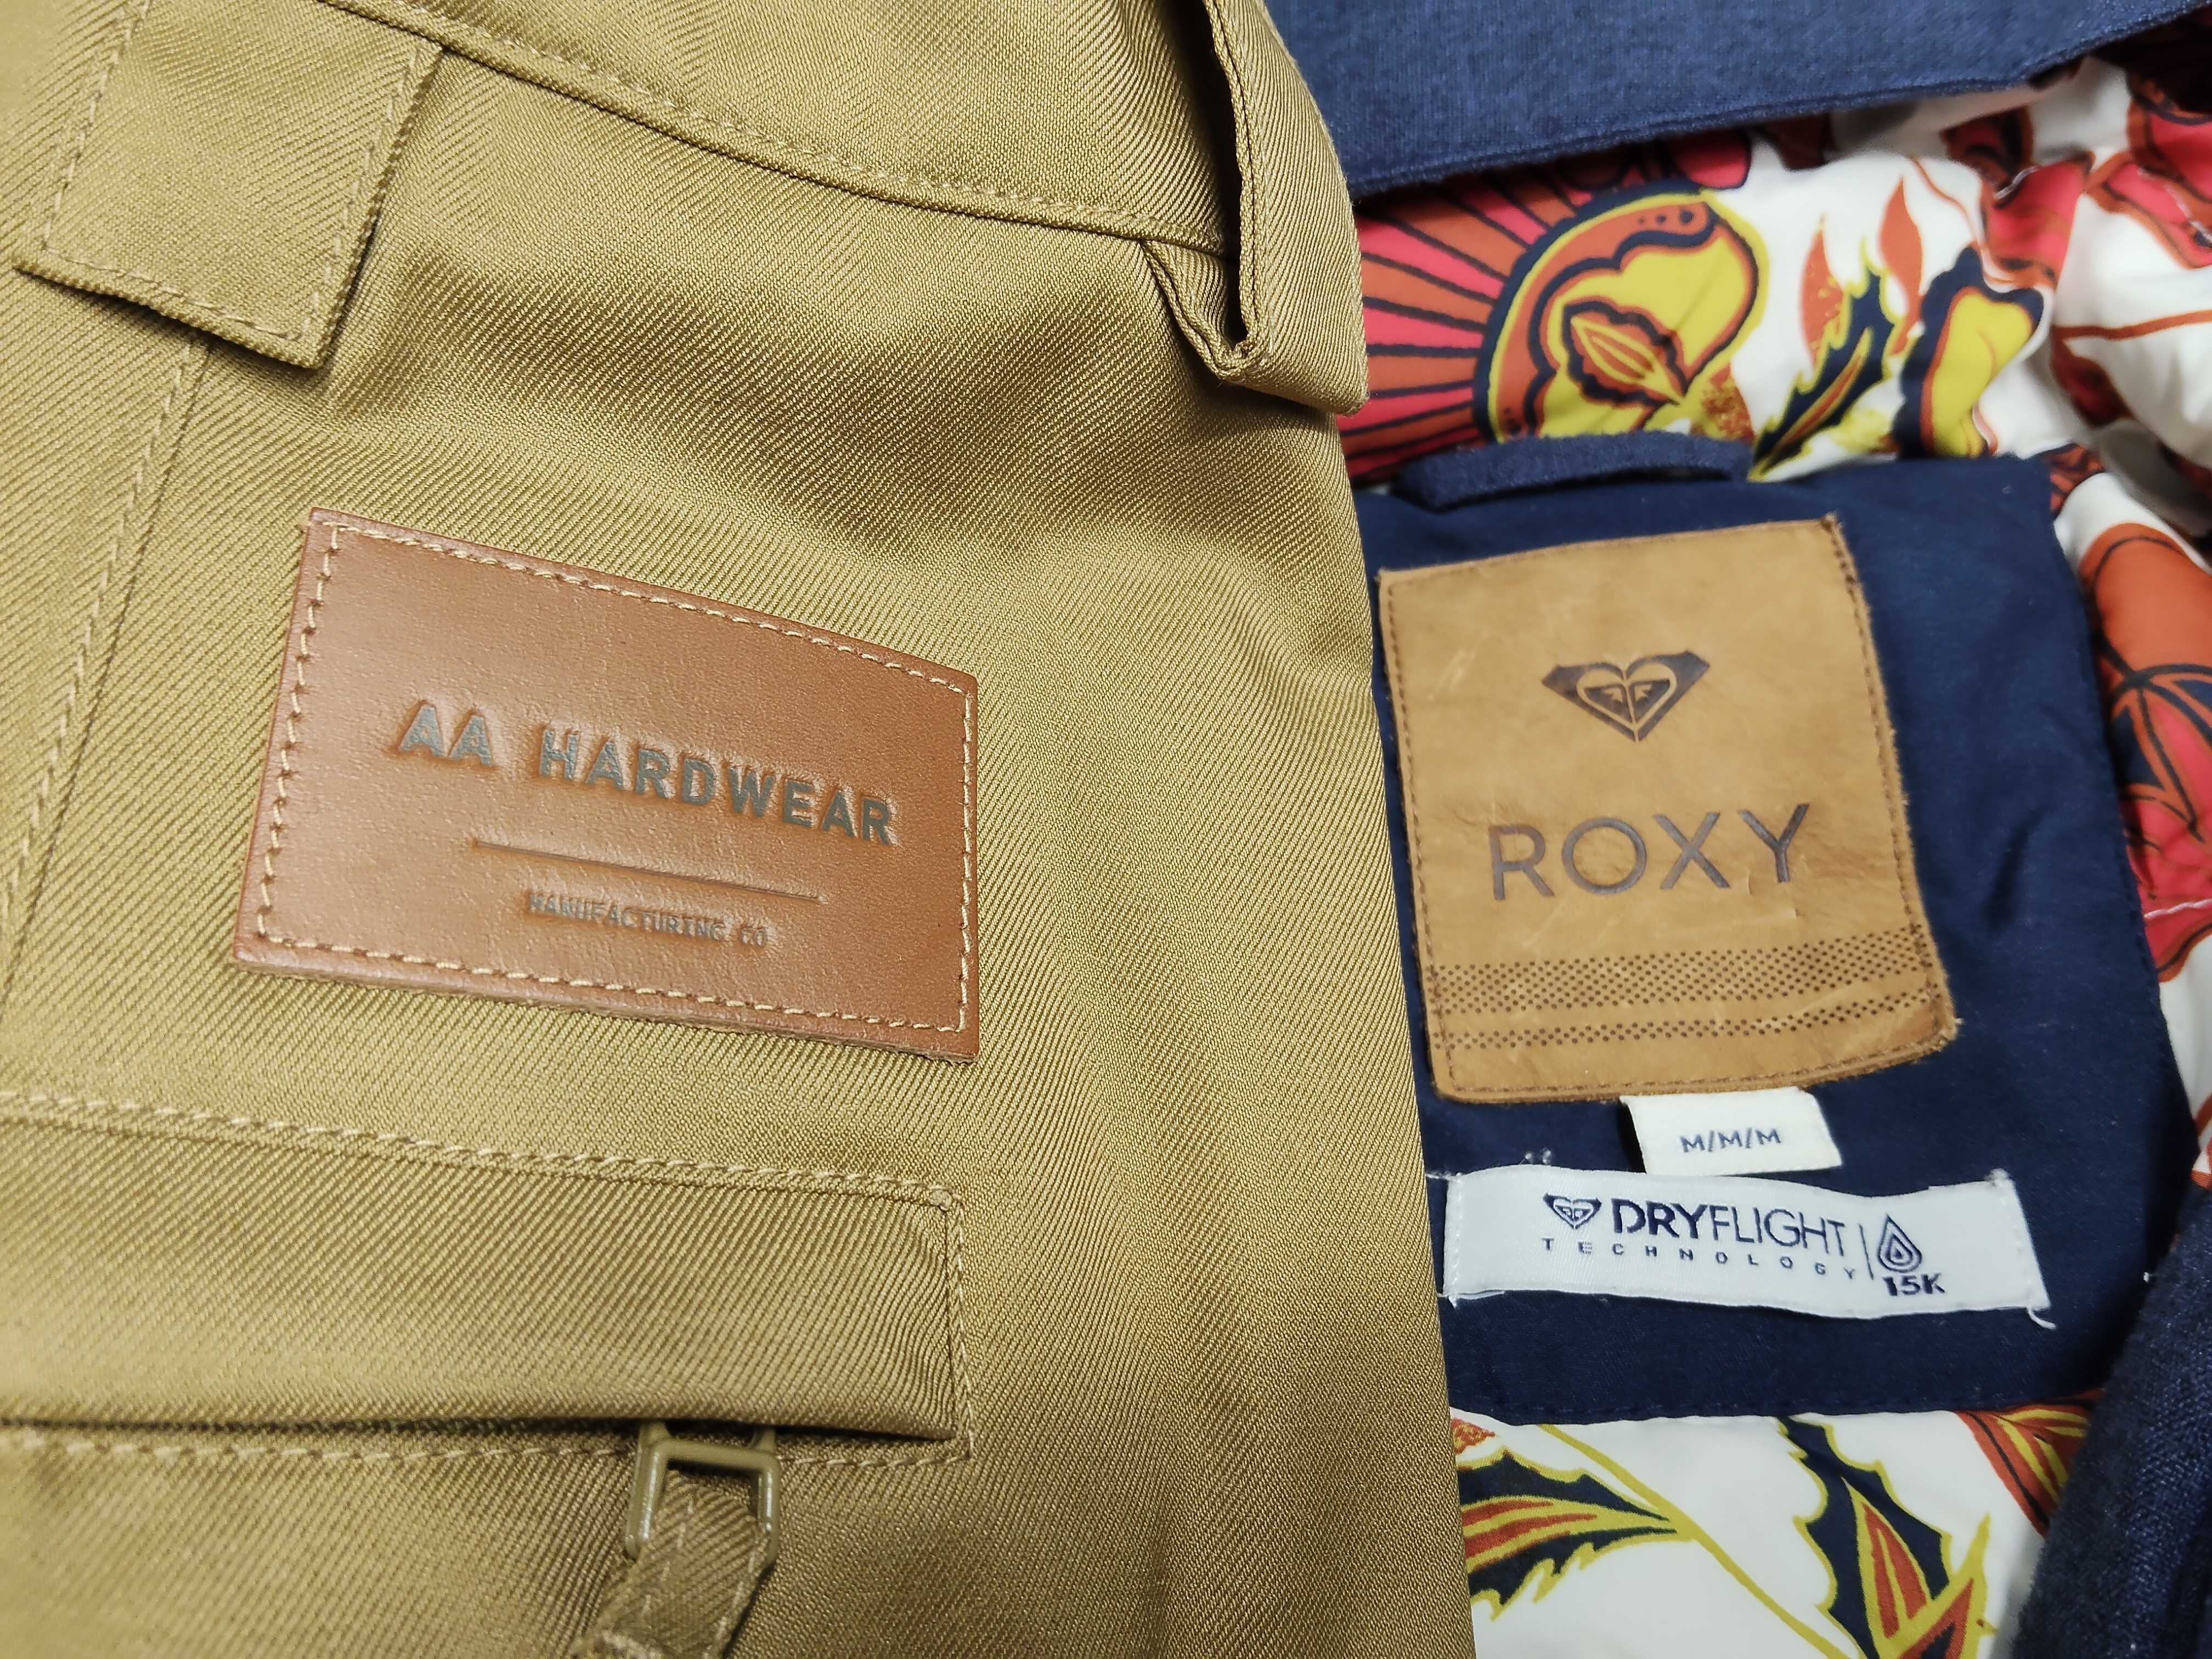 AA HARDWEAR
MANUFACTURING CO
ROXY
M/M/M
DRYFLIGHT
TECHNOLOGY
15K